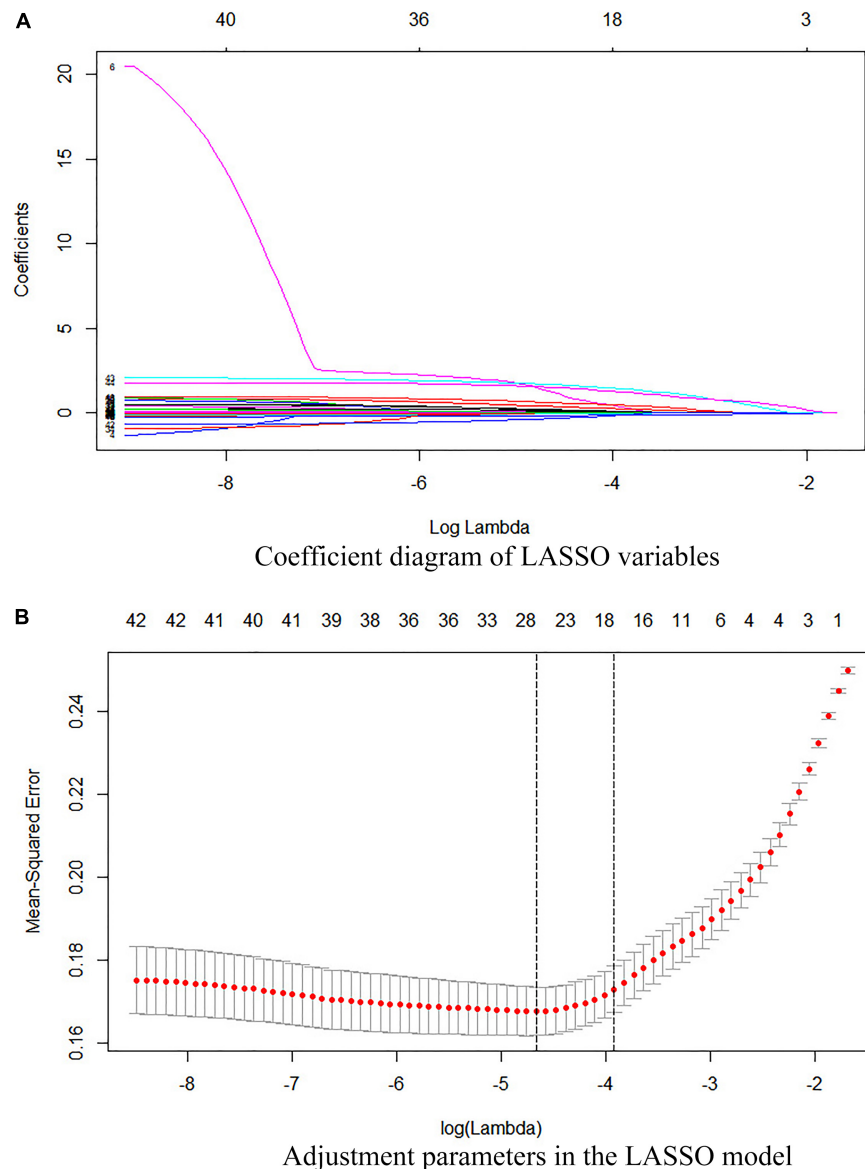 A
40 36 18 3
20
15
10
5
0
6
4
Coefficients
-8 -6 -4 -2
Log Lambda
Coefficient diagram of LASSO variables
B
42 42 41 40 41 39 38 36 36 33 28 23 18 16 11 6 4 4 3 1
0.24
0.22
0.20
0.18
0.16
Mean-Squared Error
-8 -7 -6 -5 -4 -3 -2
log(Lambda)
Adjustment parameters in the LASSO model